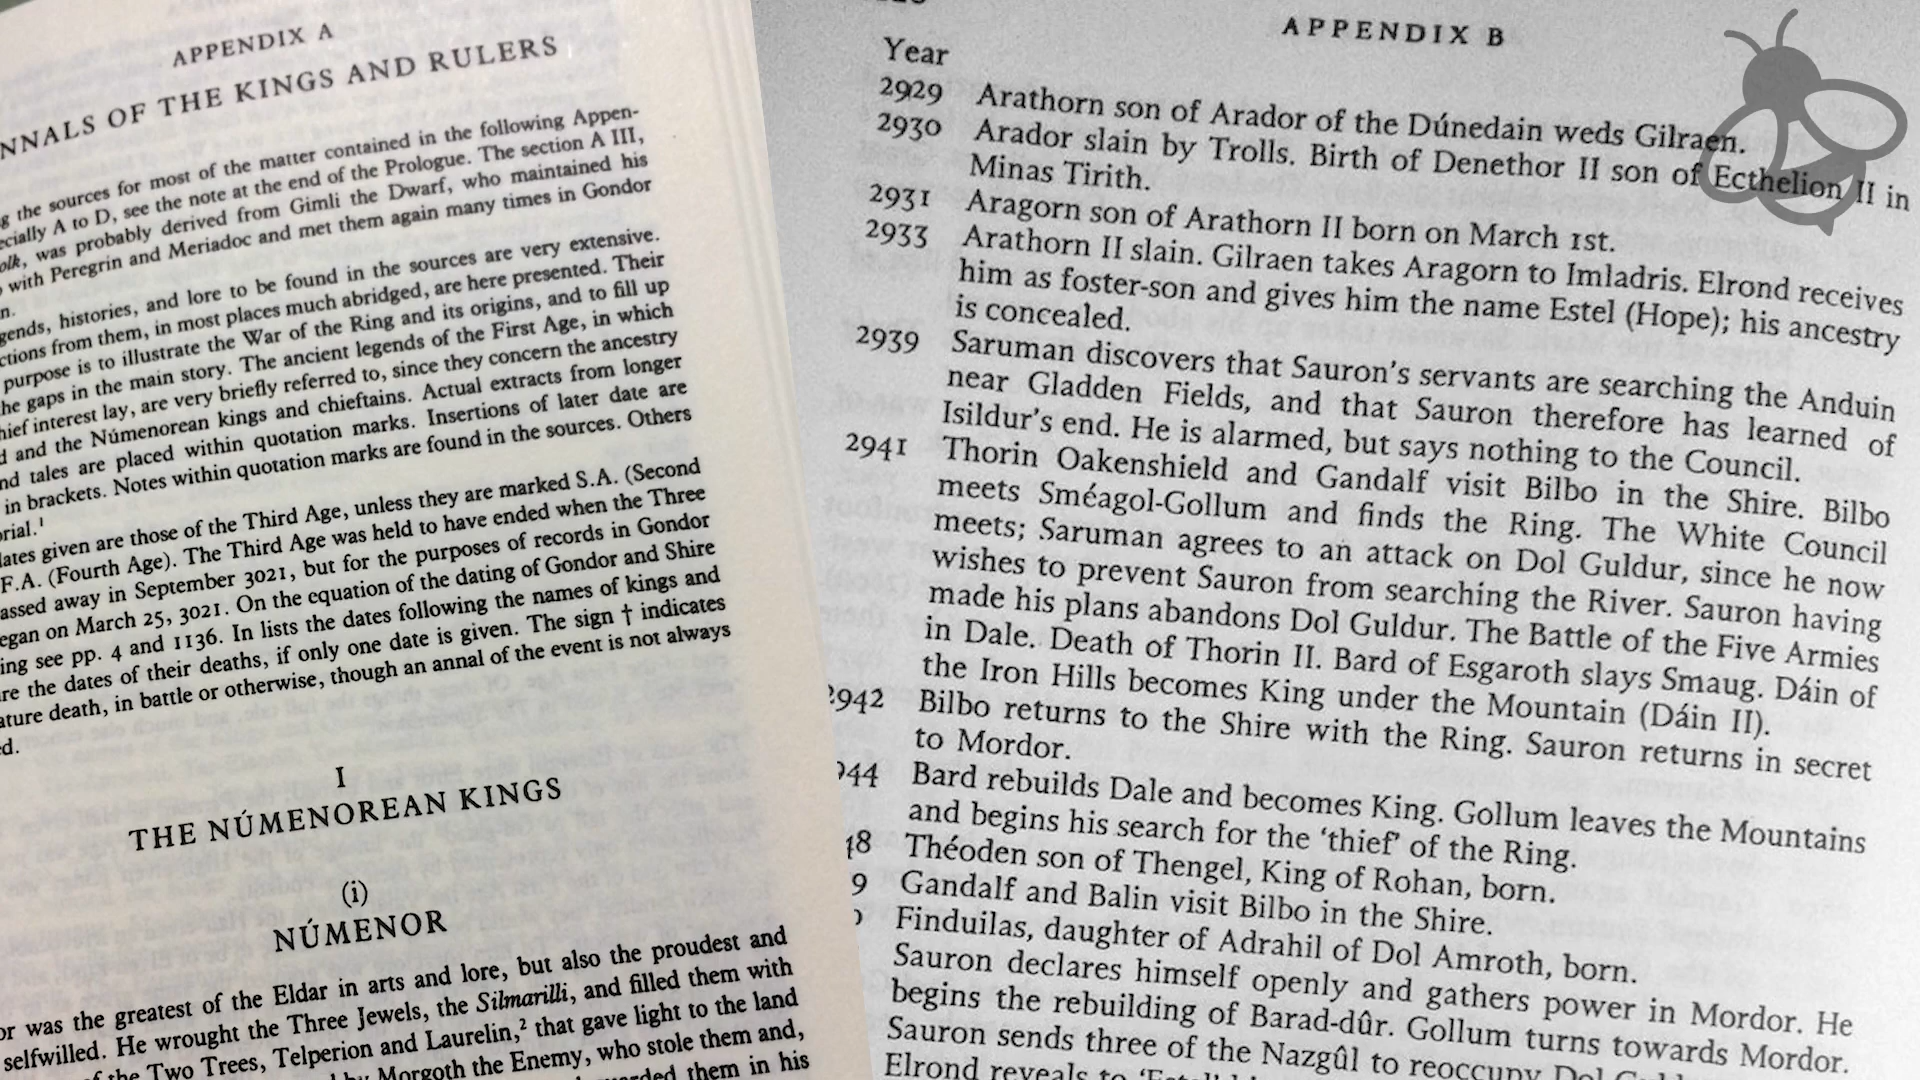 APPENDIX A
NNALS OF THE KINGS AND RULERS
g the sources for most of the matter contained in the following Appen-
ecially A to D, see the note at the end of the Prologue. The section A III,
olk, was probably derived from Gimli the Dwarf, who maintained his
with Peregrin and Meriadoc and met them again many times in Gondor
n.
gends, histories, and lore to be found in the sources are very extensive.
ctions from them, in most places much abridged, are here presented. Their
purpose is to illustrate the War of the Ring and its origins, and to fill up
he gaps in the main story. The ancient legends of the First Age, in which
hief interest lay, are very briefly referred to, since they concern the ancestry
d and the Númenorean kings and chieftains. Actual extracts from longer
nd tales are placed within quotation marks. Insertions of later date are
in brackets. Notes within quotation marks are found in the sources. Others
orial.¹
lates given are those of the Third Age, unless they are marked S.A. (Second
F.A. (Fourth Age). The Third Age was held to have ended when the Three
assed away in September 3021, but for the purposes of records in Gondor
egan on March 25, 3021. On the equation of the dating of Gondor and Shire
ing see pp. 4 and 1136. In lists the dates following the names of kings and
re the dates of their deaths, if only one date is given. The sign † indicates
ature death, in battle or otherwise, though an annal of the event is not always
ed.
I
THE NÚMENOREAN KINGS
(i)
NÚMENOR
or was the greatest of the Eldar in arts and lore, but also the proudest and
selfwilled. He wrought the Three Jewels, the Silmarilli, and filled them with
of the Two Trees, Telperion and Laurelin,² that gave light to the land
by Morgoth the Enemy, who stole them and,
them in his
APPENDIX B
Year
2929 Arathorn son of Arador of the Dúnedain weds Gilraen.
2930 Arador slain by Trolls. Birth of Denethor II son of Ecthelion II in
Minas Tirith.
2931 Aragorn son of Arathorn II born on March 1st.
2933 Arathorn II slain. Gilraen takes Aragorn to Imladris. Elrond receives
him as foster-son and gives him the name Estel (Hope); his ancestry
is concealed.
2939 Saruman discovers that Sauron's servants are searching the Anduin
near Gladden Fields, and that Sauron therefore has learned of
Isildur's end. He is alarmed, but says nothing to the Council.
2941 Thorin Oakenshield and Gandalf visit Bilbo in the Shire. Bilbo
meets Sméagol-Gollum and finds the Ring. The White Council
meets; Saruman agrees to an attack on Dol Guldur, since he now
wishes to prevent Sauron from searching the River. Sauron having
made his plans abandons Dol Guldur. The Battle of the Five Armies
in Dale. Death of Thorin II. Bard of Esgaroth slays Smaug. Dáin of
the Iron Hills becomes King under the Mountain (Dáin II).
2942 Bilbo returns to the Shire with the Ring. Sauron returns in secret
to Mordor.
944 Bard rebuilds Dale and becomes King. Gollum leaves the Mountains
and begins his search for the 'thief' of the Ring.
48 Théoden son of Thengel, King of Rohan, born.
9 Gandalf and Balin visit Bilbo in the Shire.
0 Finduilas, daughter of Adrahil of Dol Amroth, born.
Sauron declares himself openly and gathers power in Mordor. He
begins the rebuilding of Barad-dûr. Gollum turns towards Mordor.
Sauron sends three of the Nazgûl to reoccupy Dol
Elrond reveals to 'Estel'